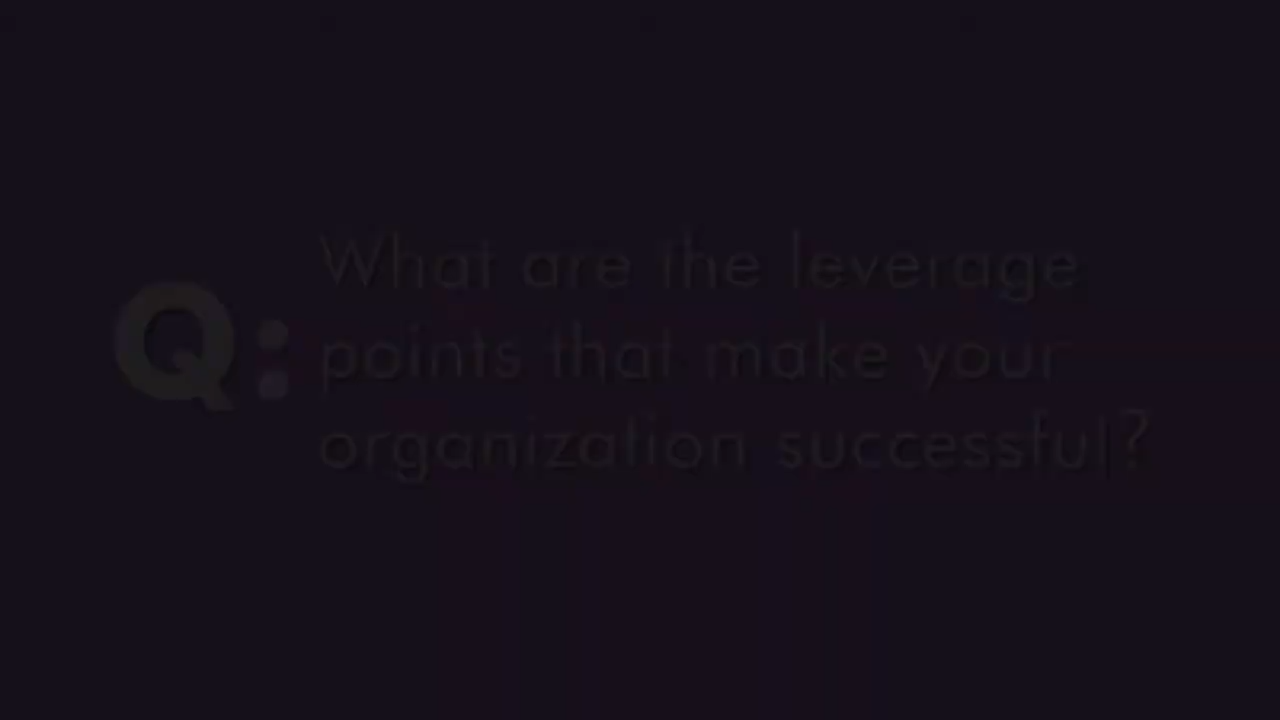 Q: What are the leverage
points that make your
organization successful?